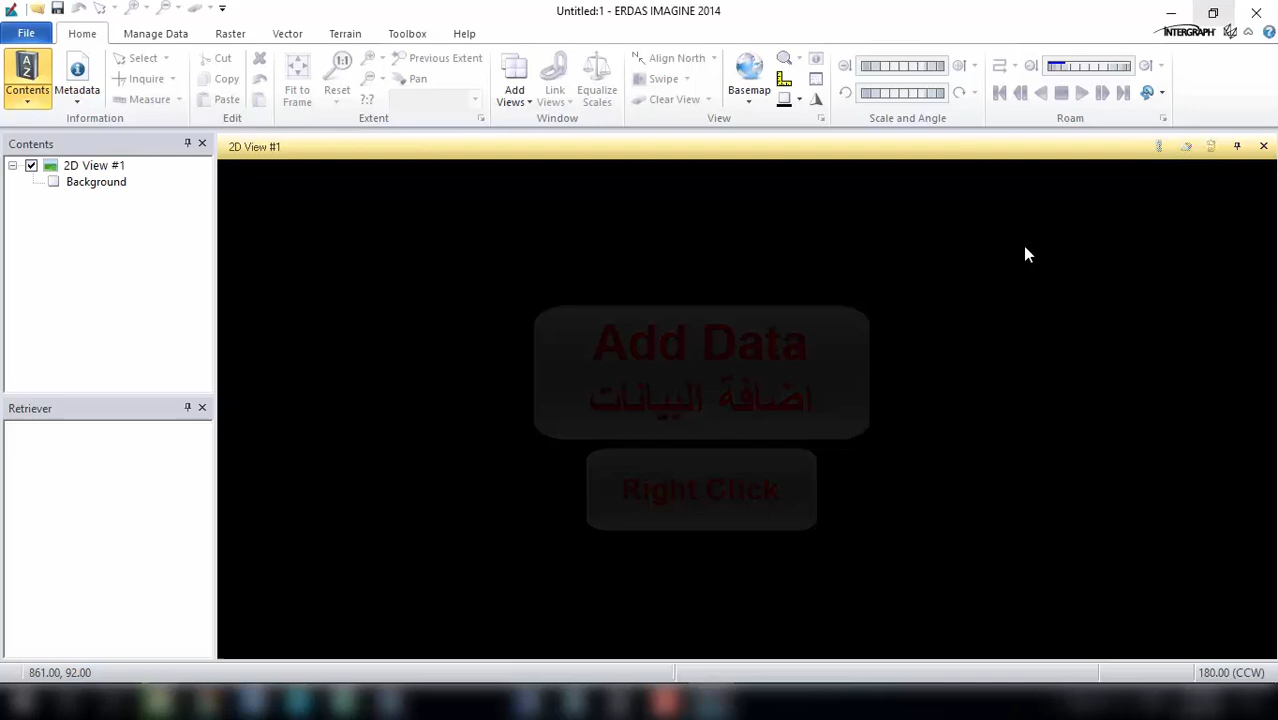 Untitled:1 - ERDAS IMAGINE 2014
File
Home
Manage Data
Raster
Vector
Terrain
Toolbox
Help
INTERGRAPH
Contents
Metadata
Select
Inquire
Measure
Information
Cut
Copy
Paste
Edit
Fit to Frame
1:1
Reset
Previous Extent
Pan
?:?
Extent
Add Views
Link Views
Equalize Scales
Window
Align North
Swipe
Clear View
Basemap
View
Scale and Angle
Roam
Contents
2D View #1
Background
2D View #1
Add Data
اضافة البيانات
Right Click
Retriever
861.00, 92.00
180.00 (CCW)